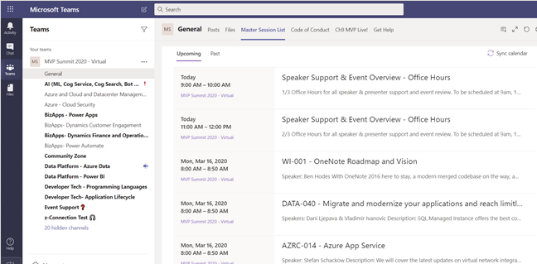 Microsoft Teams
Search
Activity
Chat
Teams
Files
Help
Teams
Your teams
MS MVP Summit 2020 - Virtual
General
AI (ML, Cog Service, Cog Search, Bot ...
Azure and Cloud and Datacenter Managem...
Azure - Cloud Security
BizApps - Power Apps
BizApps- Dynamics Customer Engagement
BizApps- Dynamics Finance and Operatio...
BizApps- Power Automate
Community Zone
Data Platform - Azure Data
Data Platform - Power BI
Developer Tech - Programming Languages
Developer Tech- Application Lifecycle
Event Support ?
x-Connection Test
20 hidden channels
MS General Posts Files Master Session List Code of Conduct Ch9 MVP Live! Get Help
Upcoming Past Sync calendar
Today
9:00 AM – 10:00 AM
MVP Summit 2020 - Virtual
Speaker Support & Event Overview - Office Hours
1/3 Office Hours for all speaker & presenter support and event review. To be scheduled at 9am, 1...
Today
11:00 AM – 12:00 PM
MVP Summit 2020 - Virtual
Speaker Support & Event Overview - Office Hours
2/3 Office Hours for all speaker & presenter support and event review. To be scheduled at 9am, 1...
Mon, Mar 16, 2020
8:00 AM – 8:50 AM
MVP Summit 2020 - Virtual
WI-001 - OneNote Roadmap and Vision
Speaker: Ben Hodes With OneNote 2016 here to stay, a modern merged codebase on the way, a...
Mon, Mar 16, 2020
8:00 AM – 8:50 AM
MVP Summit 2020 - Virtual
DATA-040 - Migrate and modernize your applications and reach limitl...
Speakers: Dani Ljepava & Vladimir Ivanovic Description: SQL Managed Instance offers the best co...
Mon, Mar 16, 2020
8:00 AM – 8:50 AM
MVP Summit 2020 - Virtual
AZRC-014 - Azure App Service
Speaker: Stefan Schackow Description: We will cover the latest updates on virtual network integra...